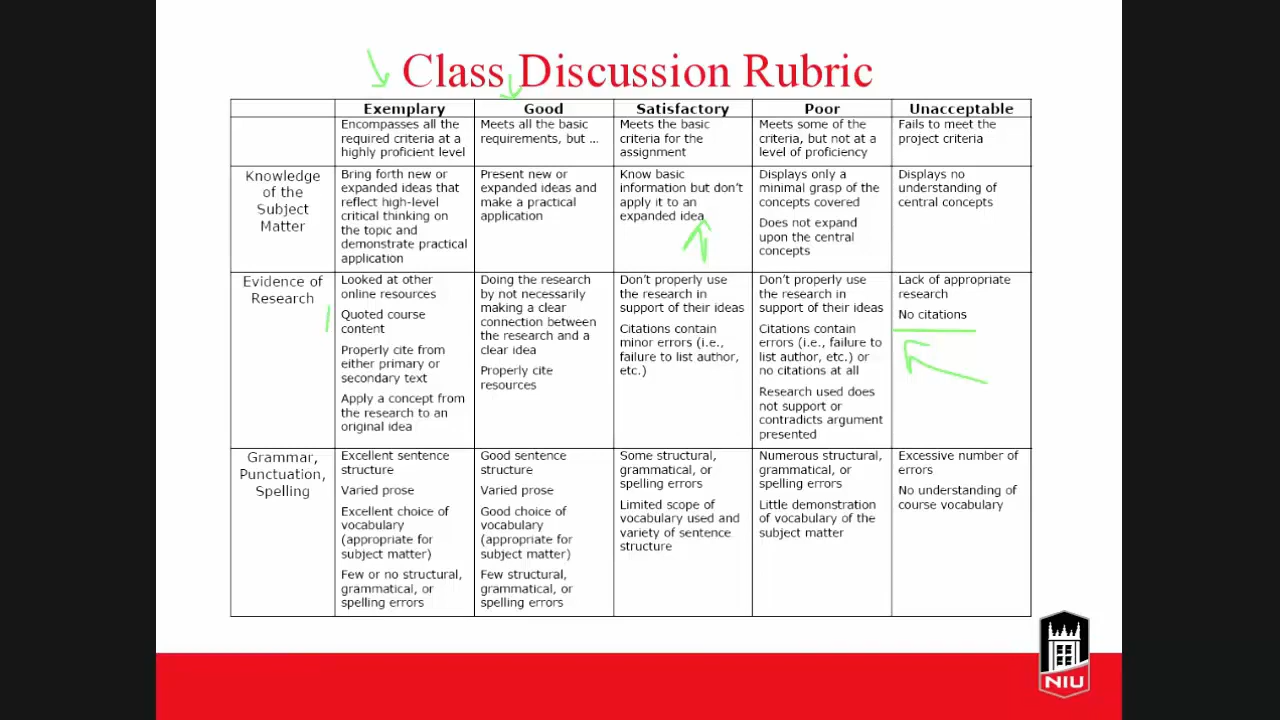 Class Discussion Rubric
Exemplary
Good
Satisfactory
Poor
Unacceptable
Encompasses all the
required criteria at a
highly proficient level
Meets all the basic
requirements, but ...
Meets the basic
criteria for the
assignment
Meets some of the
criteria, but not at a
level of proficiency
Fails to meet the
project criteria
Knowledge
of the
Subject
Matter
Bring forth new or
expanded ideas that
reflect high-level
critical thinking on
the topic and
demonstrate practical
application
Present new or
expanded ideas and
make a practical
application
Know basic
information but don't
apply it to an
expanded idea
Displays only a
minimal grasp of the
concepts covered
Does not expand
upon the central
concepts
Displays no
understanding of
central concepts
Evidence of
Research
Looked at other
online resources
Quoted course
content
Properly cite from
either primary or
secondary text
Apply a concept from
the research to an
original idea
Doing the research
by not necessarily
making a clear
connection between
the research and a
clear idea
Properly cite
resources
Don't properly use
the research in
support of their ideas
Citations contain
minor errors (i.e.,
failure to list author,
etc.)
Don't properly use
the research in
support of their ideas
Citations contain
errors (i.e., failure to
list author, etc.) or
no citations at all
Research used does
not support or
contradicts argument
presented
Lack of appropriate
research
No citations
Grammar,
Punctuation,
Spelling
Excellent sentence
structure
Varied prose
Excellent choice of
vocabulary
(appropriate for
subject matter)
Few or no structural,
grammatical, or
spelling errors
Good sentence
structure
Varied prose
Good choice of
vocabulary
(appropriate for
subject matter)
Few structural,
grammatical, or
spelling errors
Some structural,
grammatical, or
spelling errors
Limited scope of
vocabulary used and
variety of sentence
structure
Numerous structural,
grammatical, or
spelling errors
Little demonstration
of vocabulary of the
subject matter
Excessive number of
errors
No understanding of
course vocabulary
NIU